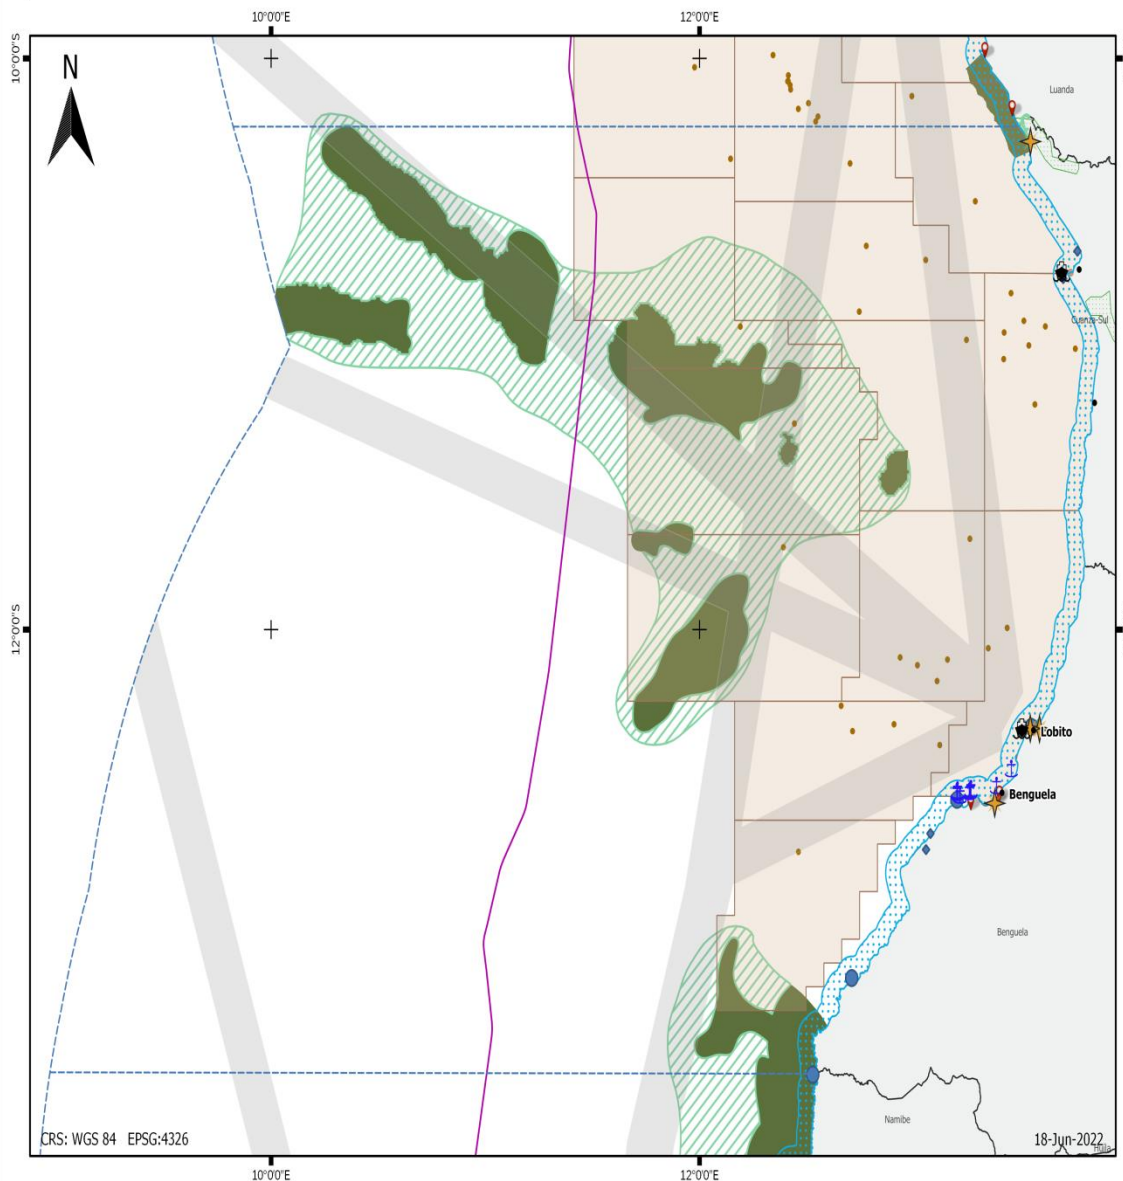 10°0'0"E 12°0'0"E
10°0'0"S
N
Luanda
Cuanza-Sul
12°0'0"S
Lobito
Benguela
Benguela
Namibe
CRS: WGS 84 EPSG:4326
18-Jun-2022
Huíla
10°0'0"E 12°0'0"E